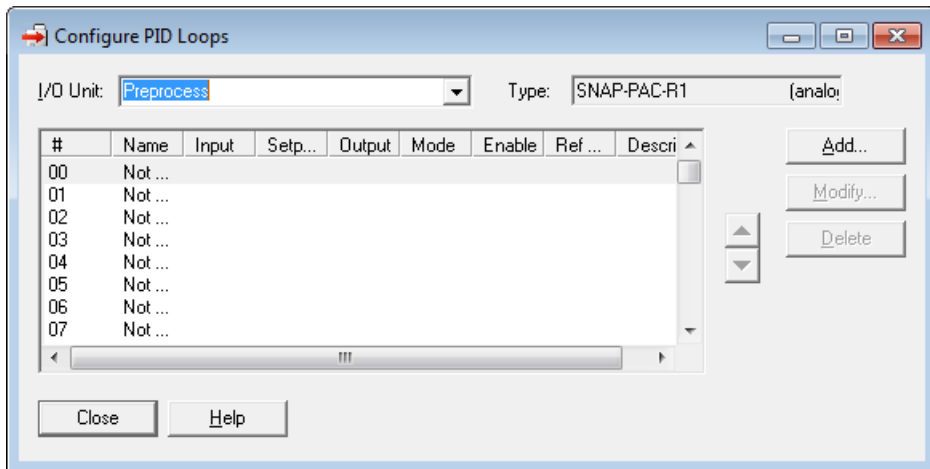 Configure PID Loops
I/O Unit: Preprocess Type: SNAP-PAC-R1 (analog
# Name Input Setp... Output Mode Enable Ref ... Descri
00 Not ...
01 Not ...
02 Not ...
03 Not ...
04 Not ...
05 Not ...
06 Not ...
07 Not ...
Add...
Modify...
Delete
Close Help